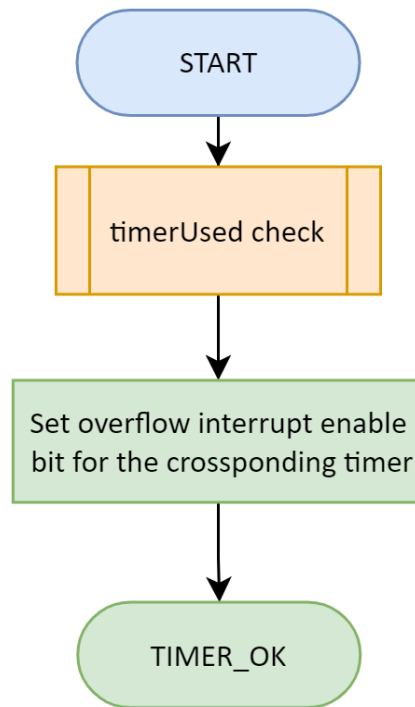 START
timerUsed check
Set overflow interrupt enable
bit for the crossponding timer
TIMER_OK